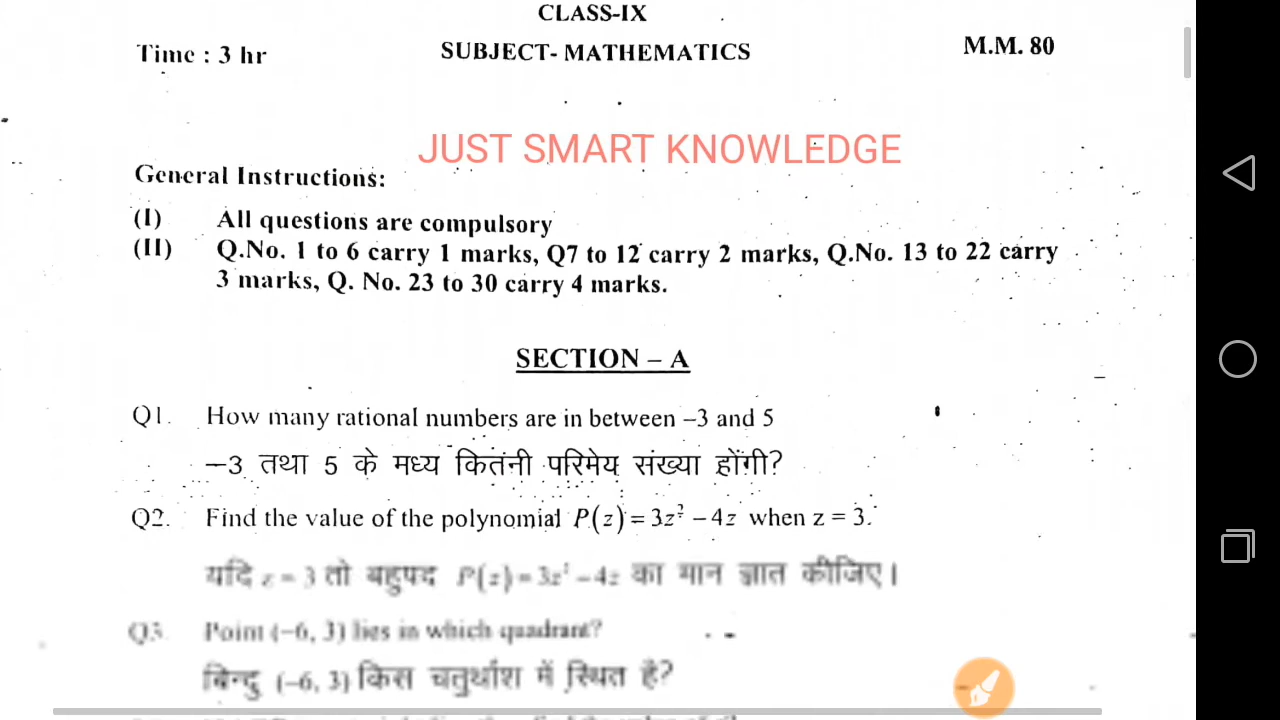 CLASS-IX
Time : 3 hr SUBJECT- MATHEMATICS M.M. 80
JUST SMART KNOWLEDGE
General Instructions:
(I) All questions are compulsory
(II) Q.No. 1 to 6 carry 1 marks, Q7 to 12 carry 2 marks, Q.No. 13 to 22 carry
3 marks, Q. No. 23 to 30 carry 4 marks.
SECTION – A
Q1. How many rational numbers are in between –3 and 5
–3 तथा 5 के मध्य कितनी परिमेय संख्या होंगी?
Q2. Find the value of the polynomial P(z) = 3z² – 4z when z = 3.
यदि z = 3 तो बहुपद P(z) = 3z² – 4z का मान ज्ञात कीजिए।
Q3. Point (–6, 3) lies in which quadrant?
बिन्दु (–6, 3) किस चतुर्थांश में स्थित है?